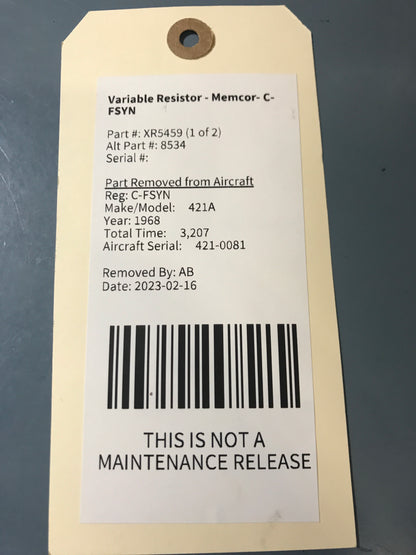 Variable Resistor - Memcor- C-
FSYN
Part #: XR5459 (1 of 2)
Alt Part #: 8534
Serial #:
Part Removed from Aircraft
Reg: C-FSYN
Make/Model: 421A
Year: 1968
Total Time: 3,207
Aircraft Serial: 421-0081
Removed By: AB
Date: 2023-02-16
THIS IS NOT A
MAINTENANCE RELEASE